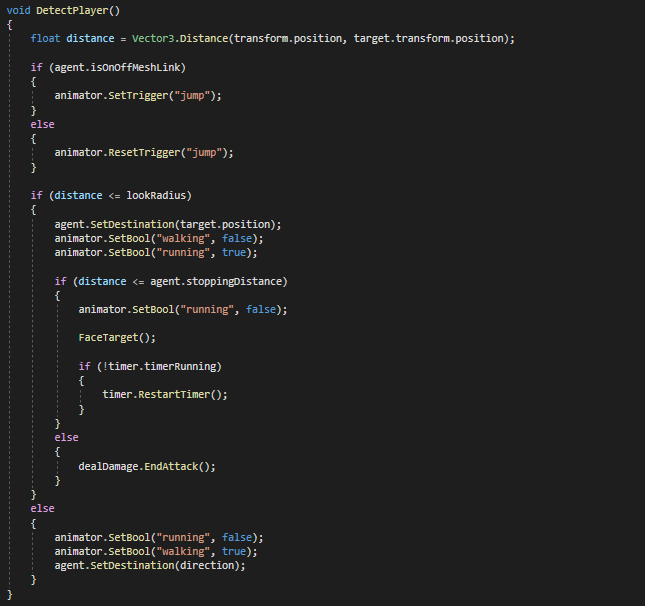 void DetectPlayer()
{
float distance = Vector3.Distance(transform.position, target.transform.position);
if (agent.isOnOffMeshLink)
{
animator.SetTrigger("jump");
}
else
{
animator.ResetTrigger("jump");
}
if (distance <= lookRadius)
{
agent.SetDestination(target.position);
animator.SetBool("walking", false);
animator.SetBool("running", true);
if (distance <= agent.stoppingDistance)
{
animator.SetBool("running", false);
FaceTarget();
if (!timer.timerRunning)
{
timer.RestartTimer();
}
}
else
{
dealDamage.EndAttack();
}
}
else
{
animator.SetBool("running", false);
animator.SetBool("walking", true);
agent.SetDestination(direction);
}
}